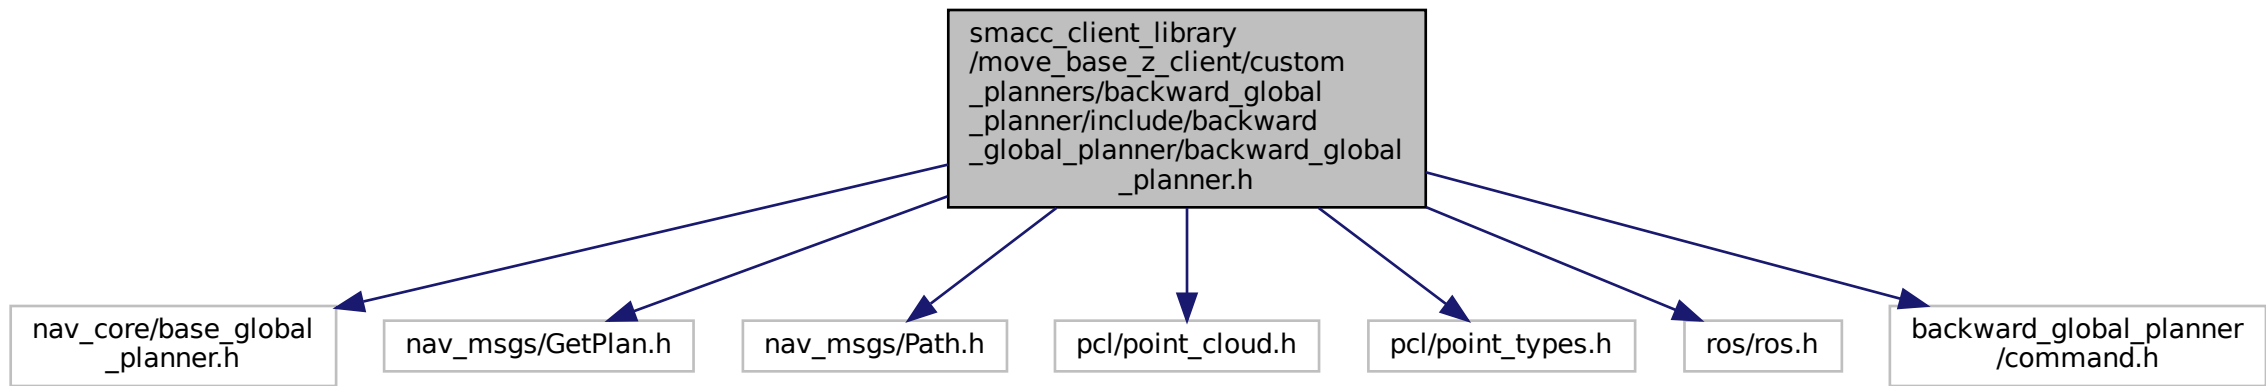 smacc_client_library
/move_base_z_client/custom
_planners/backward_global
_planner/include/backward
_global_planner/backward_global
_planner.h
nav_core/base_global
_planner.h
nav_msgs/GetPlan.h
nav_msgs/Path.h
pcl/point_cloud.h
pcl/point_types.h
ros/ros.h
backward_global_planner
/command.h